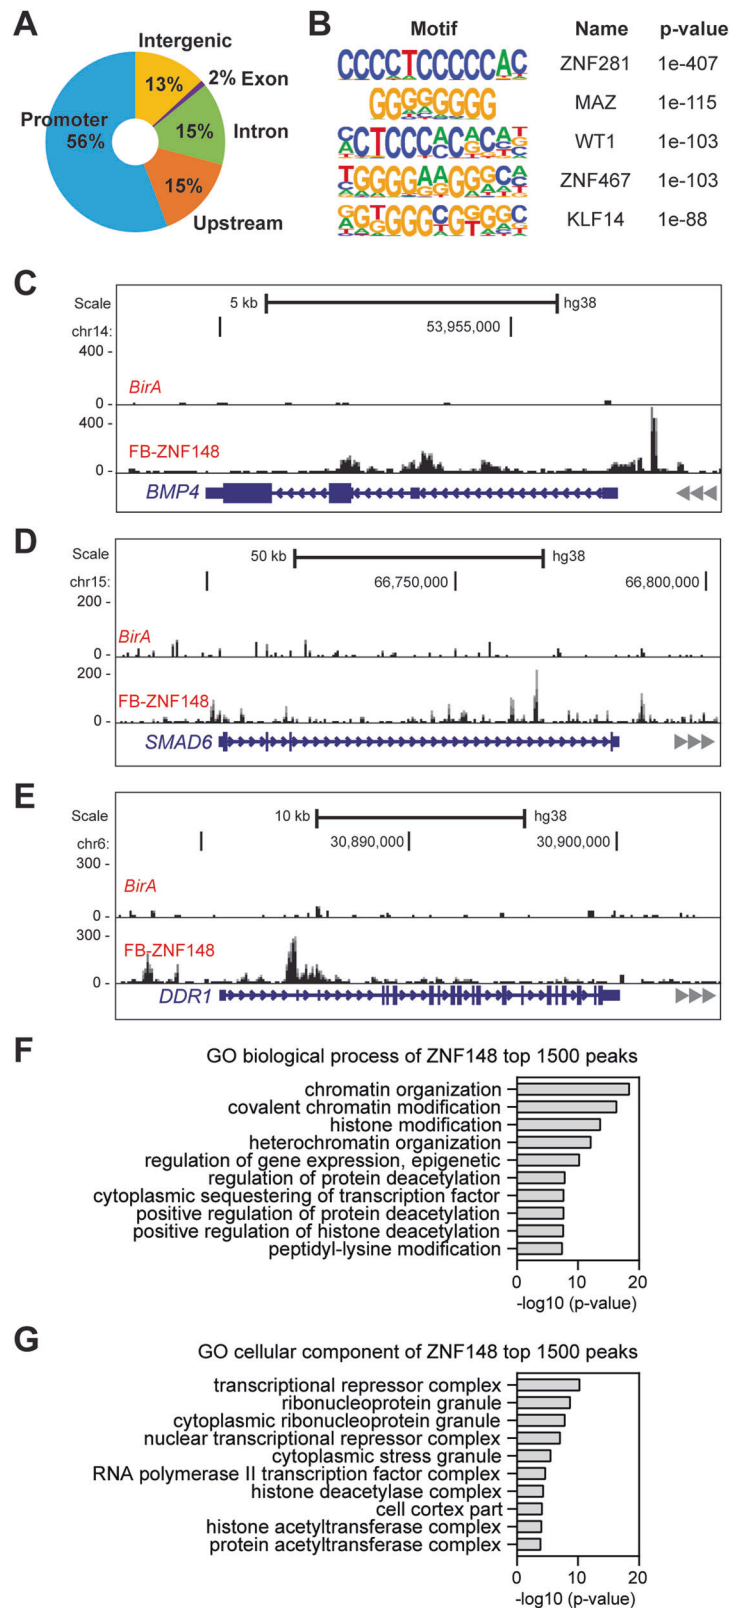 A
Intergenic
13%
2% Exon
Promoter
56%
15%
Intron
15%
Upstream
B
Motif Name p-value
CCCCTCCCCCAC ZNF281 1e-407
GGGGGGGG MAZ 1e-115
CCTCCCACACAT WT1 1e-103
TGGGGAAGGGCA ZNF467 1e-103
GGTGGGCGGGGC KLF14 1e-88
C
Scale 5 kb hg38
chr14: 53,955,000
400 -
BirA
0 -
400 -
FB-ZNF148
0 -
BMP4
D
Scale 50 kb hg38
chr15: 66,750,000 66,800,000
200 -
BirA
0 -
200 -
FB-ZNF148
0 -
SMAD6
E
Scale 10 kb hg38
chr6: 30,890,000 30,900,000
300 -
BirA
0 -
300 -
FB-ZNF148
0 -
DDR1
F
GO biological process of ZNF148 top 1500 peaks
chromatin organization
covalent chromatin modification
histone modification
heterochromatin organization
regulation of gene expression, epigenetic
regulation of protein deacetylation
cytoplasmic sequestering of transcription factor
positive regulation of protein deacetylation
positive regulation of histone deacetylation
peptidyl-lysine modification
0 10 20
-log10 (p-value)
G
GO cellular component of ZNF148 top 1500 peaks
transcriptional repressor complex
ribonucleoprotein granule
cytoplasmic ribonucleoprotein granule
nuclear transcriptional repressor complex
cytoplasmic stress granule
RNA polymerase II transcription factor complex
histone deacetylase complex
cell cortex part
histone acetyltransferase complex
protein acetyltransferase complex
0 10 20
-log10 (p-value)